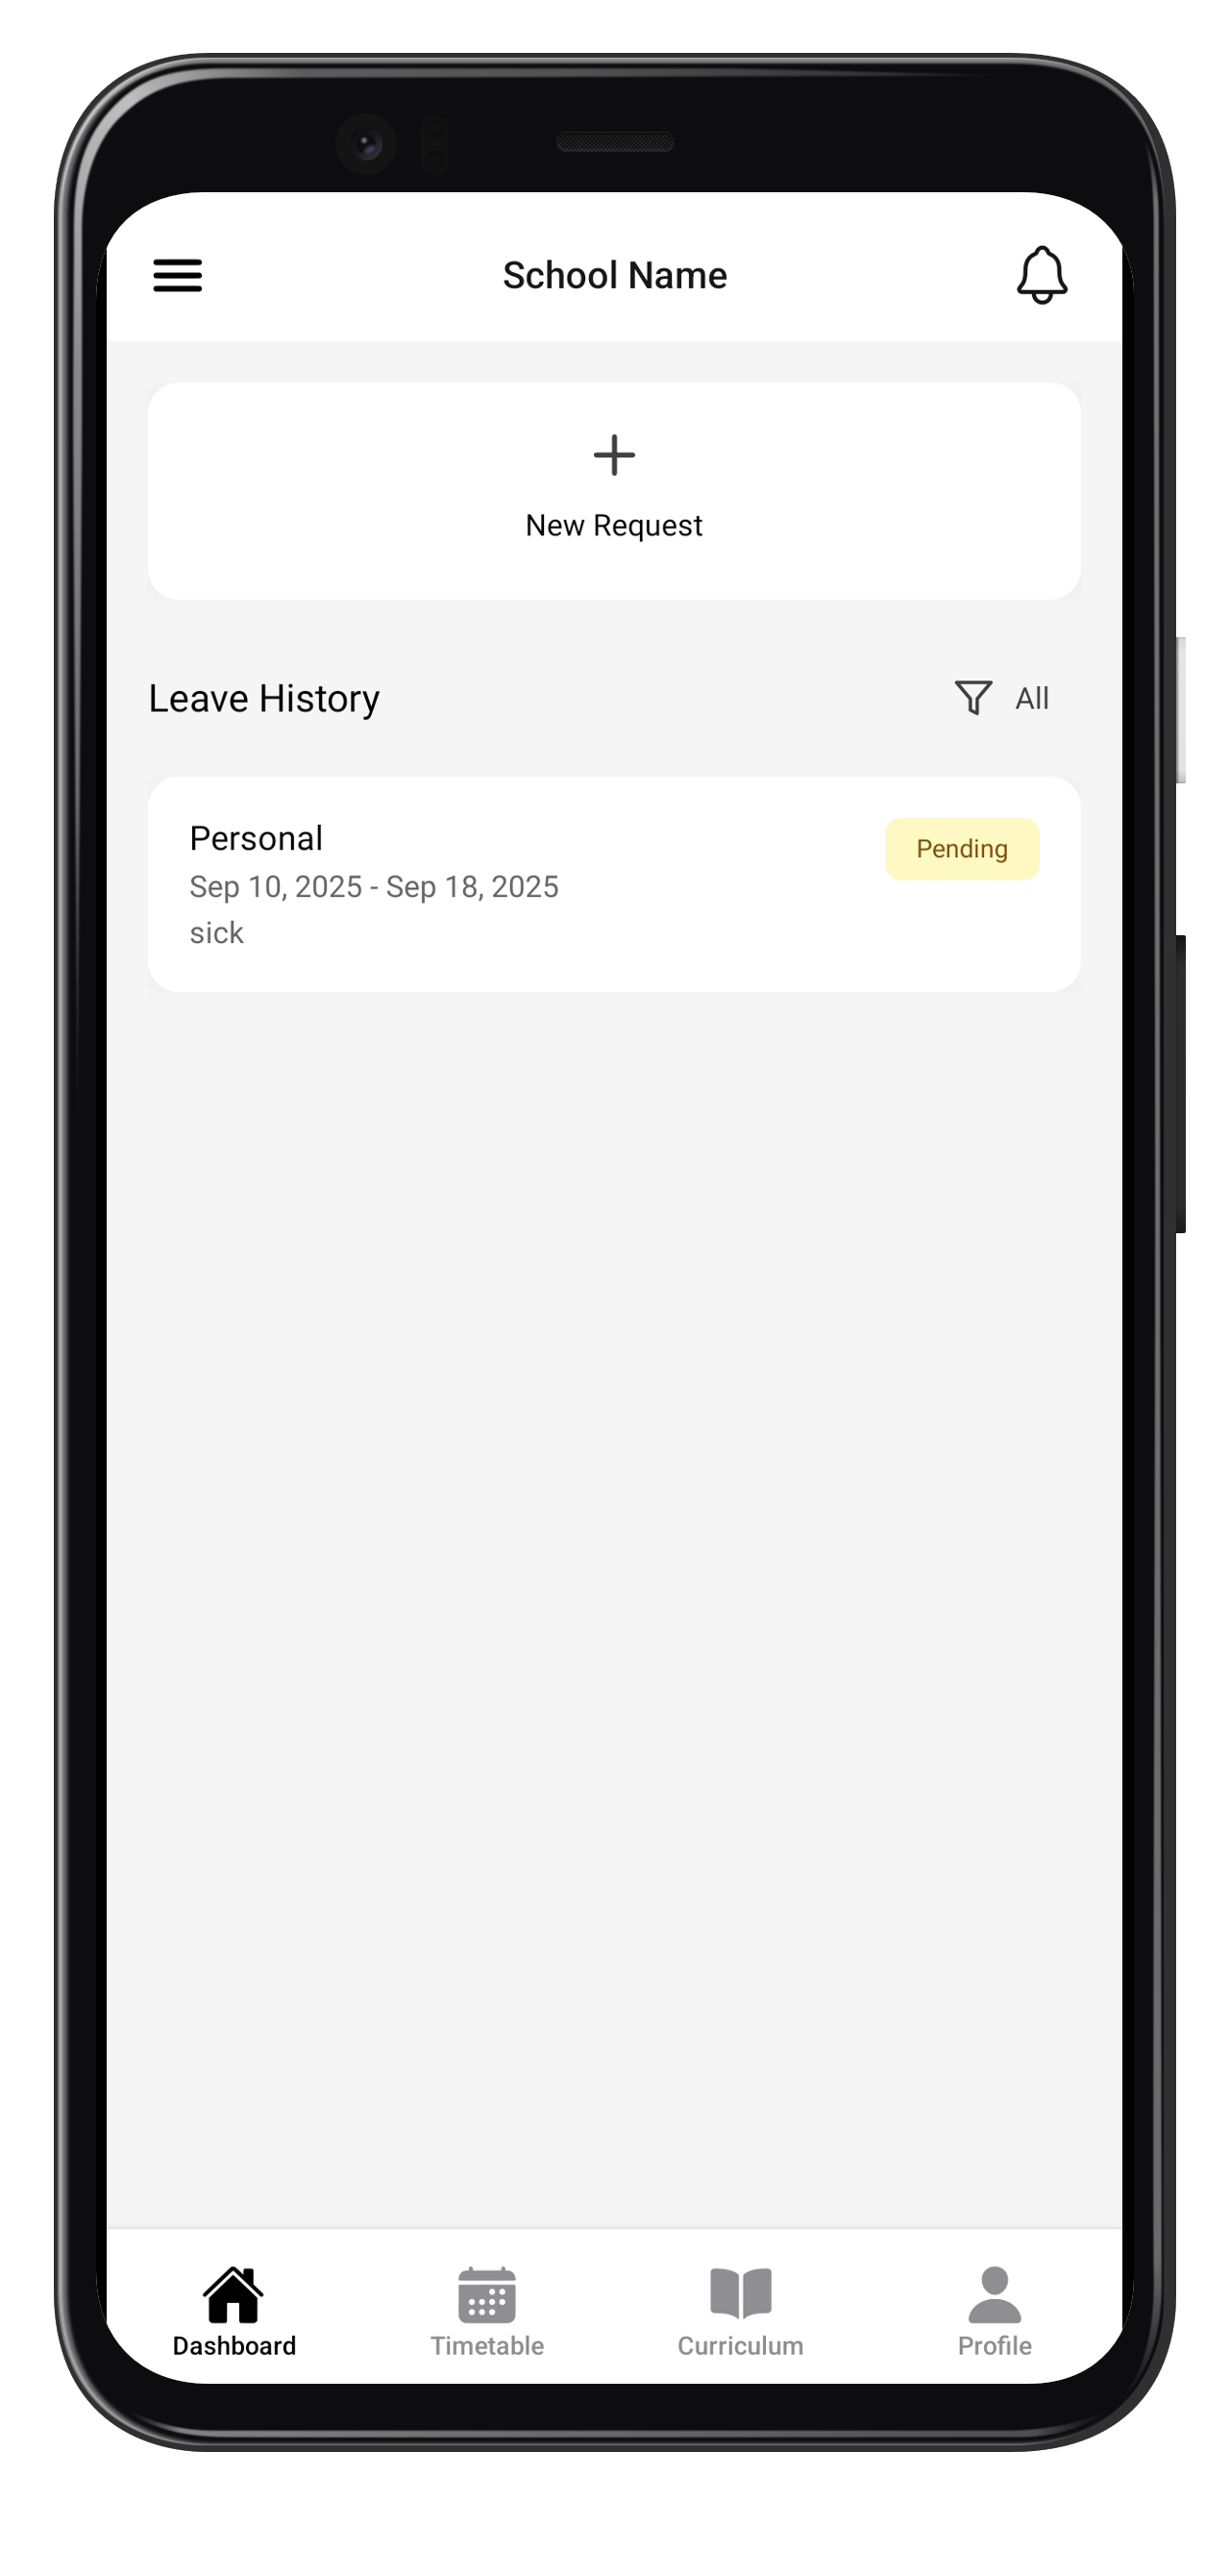 School Name
New Request
Leave History
All
Personal
Pending
Sep 10, 2025 - Sep 18, 2025
sick
Dashboard
Timetable
Curriculum
Profile